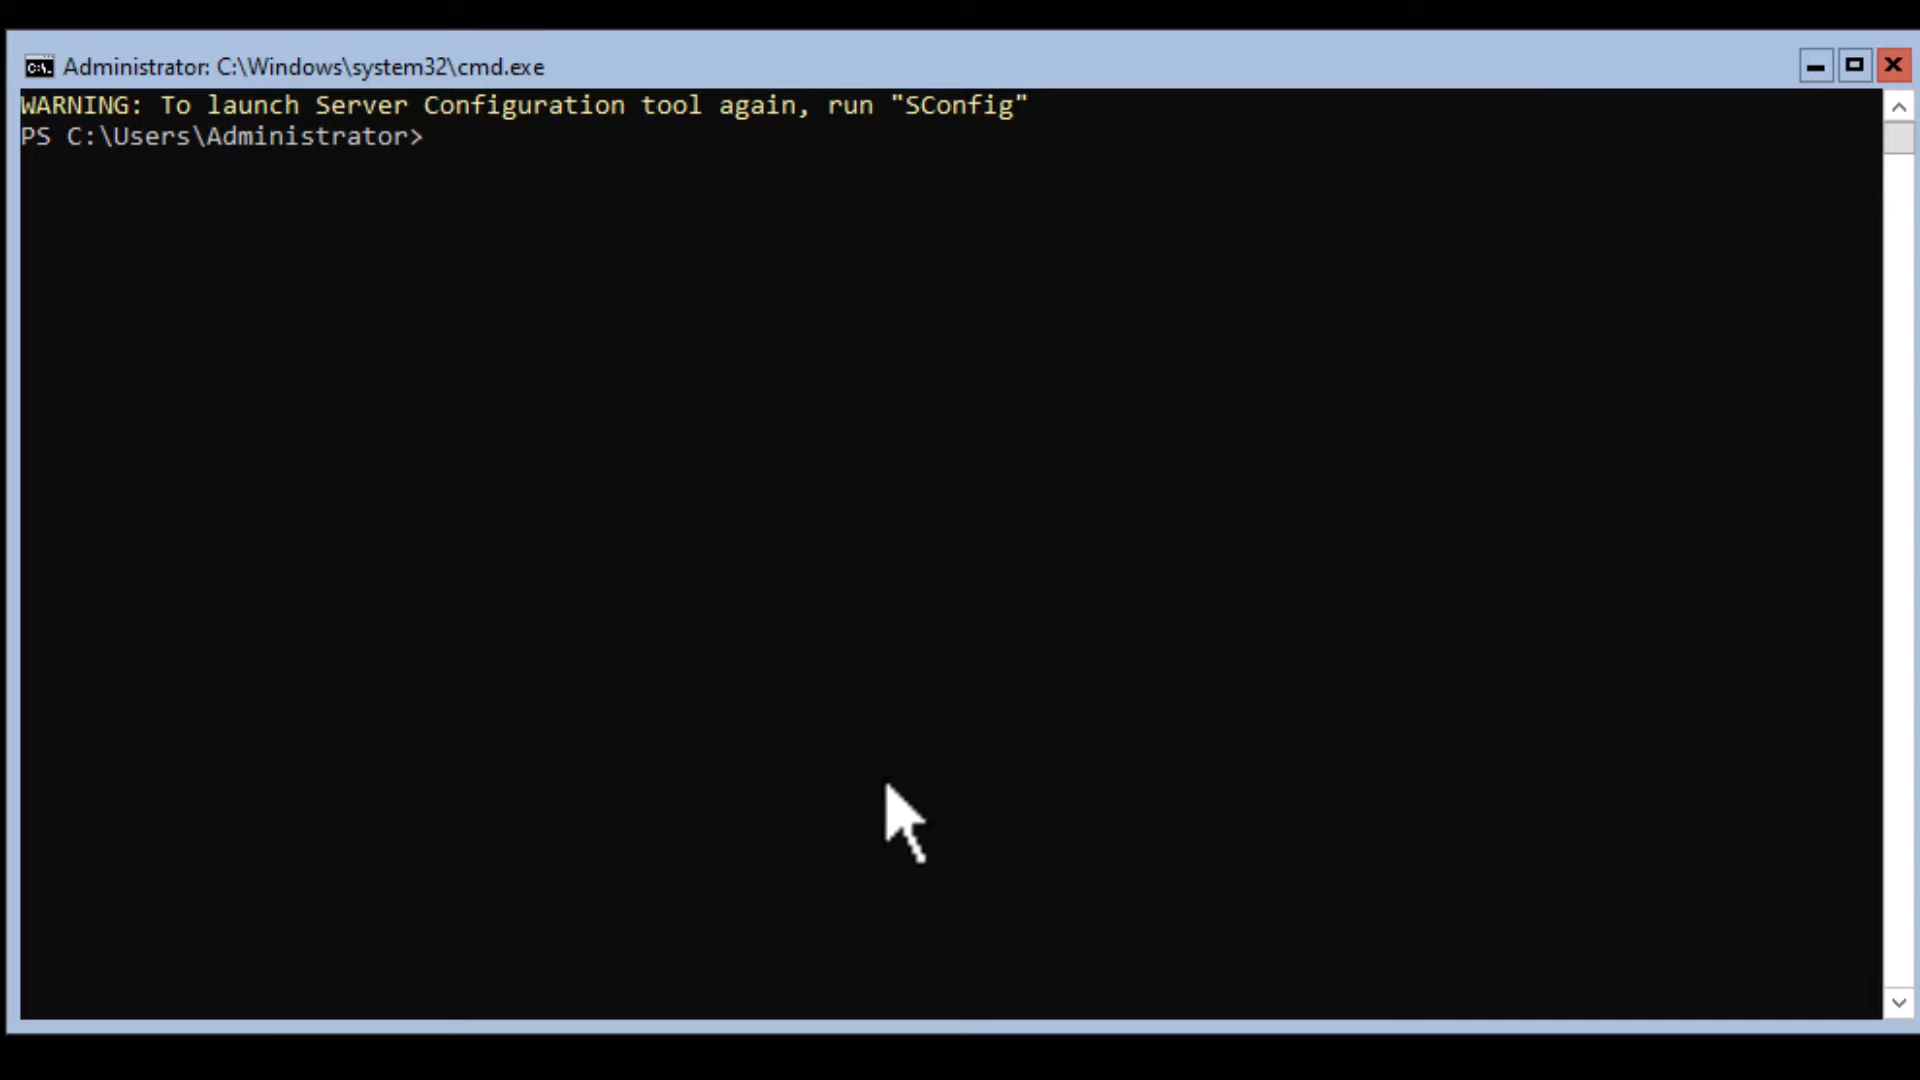 Administrator: C:\Windows\system32\cmd.exe
WARNING: To launch Server Configuration tool again, run "SConfig"
PS C:\Users\Administrator>